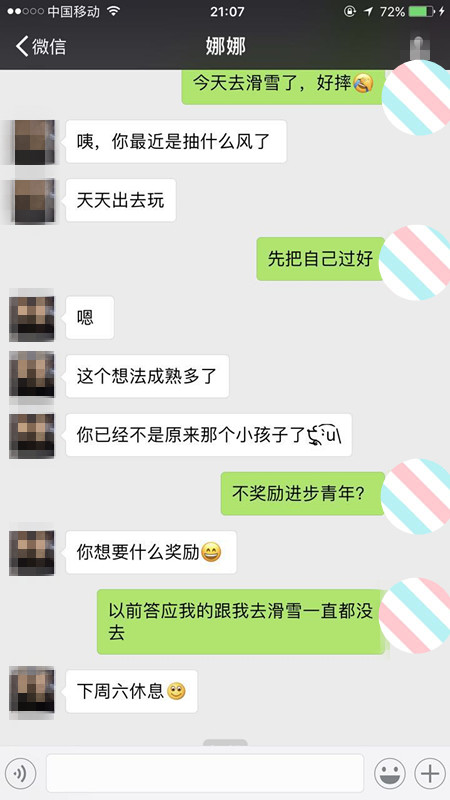 中国移动 21:07 72%
微信 娜娜
今天去滑雪了，好摔😂
咦，你最近是抽什么风了
天天出去玩
先把自己过好
嗯
这个想法成熟多了
你已经不是原来那个小孩子了
不奖励进步青年？
你想要什么奖励😄
以前答应我的跟我去滑雪一直都没
去
下周六休息🙂